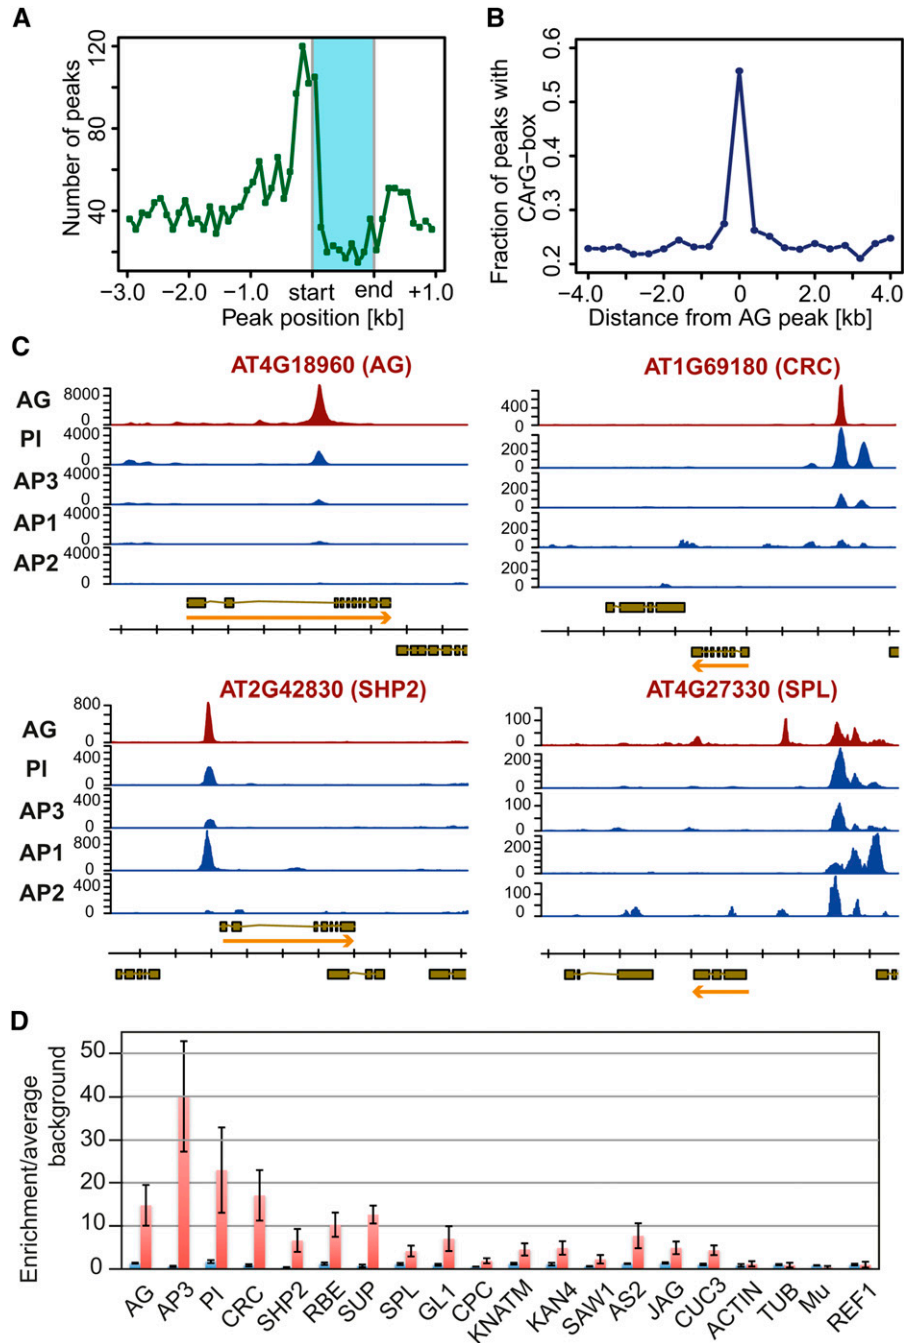 A
Number of peaks
120
80
40
−3.0 −2.0 −1.0 start end +1.0
Peak position [kb]
B
Fraction of peaks with
CArG−box
0.6
0.5
0.4
0.3
0.2
−4.0 −2 0 2 4.0
Distance from AG peak [kb]
C
AT4G18960 (AG)
AG 8000 0
PI 4000 0
AP3 4000 0
AP1 4000 0
AP2 4000 0
AT1G69180 (CRC)
400 0
200 0
200 0
200 0
200 0
AT2G42830 (SHP2)
AG 800 0
PI 400 0
AP3 400 0
AP1 800 0
AP2 400 0
AT4G27330 (SPL)
100 0
200 0
100 0
200 0
100 0
D
Enrichment/average
background
50
40
30
20
10
0
AG AP3 PI CRC SHP2 RBE SUP SPL GL1 CPC KNATM KAN4 SAW1 AS2 JAG CUC3 ACTIN TUB Mu REF1